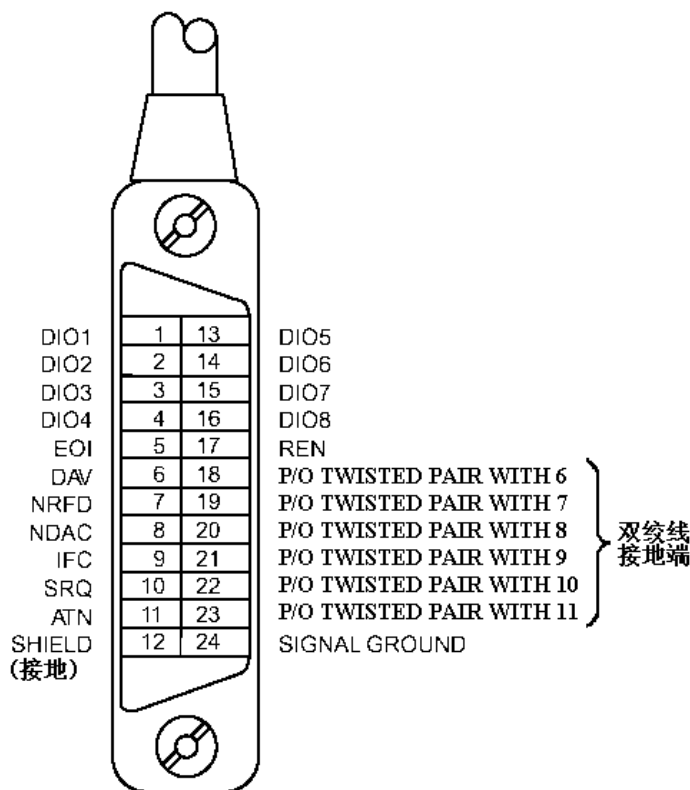 DIO1 1 13 DIO5
DIO2 2 14 DIO6
DIO3 3 15 DIO7
DIO4 4 16 DIO8
EOI 5 17 REN
DAV 6 18 P/O TWISTED PAIR WITH 6
NRFD 7 19 P/O TWISTED PAIR WITH 7
NDAC 8 20 P/O TWISTED PAIR WITH 8
IFC 9 21 P/O TWISTED PAIR WITH 9
SRQ 10 22 P/O TWISTED PAIR WITH 10
ATN 11 23 P/O TWISTED PAIR WITH 11
SHIELD 12 24 SIGNAL GROUND
(接地)
双绞线
接地端